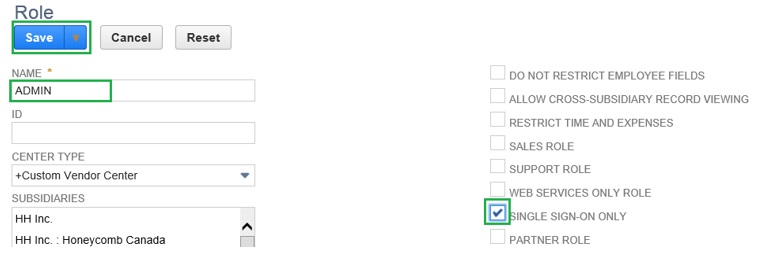 Role
Save
Cancel
Reset
NAME *
ADMIN
ID
CENTER TYPE
+Custom Vendor Center
SUBSIDIARIES
HH Inc.
HH Inc. : Honeycomb Canada
DO NOT RESTRICT EMPLOYEE FIELDS
ALLOW CROSS-SUBSIDIARY RECORD VIEWING
RESTRICT TIME AND EXPENSES
SALES ROLE
SUPPORT ROLE
WEB SERVICES ONLY ROLE
SINGLE SIGN-ON ONLY
PARTNER ROLE